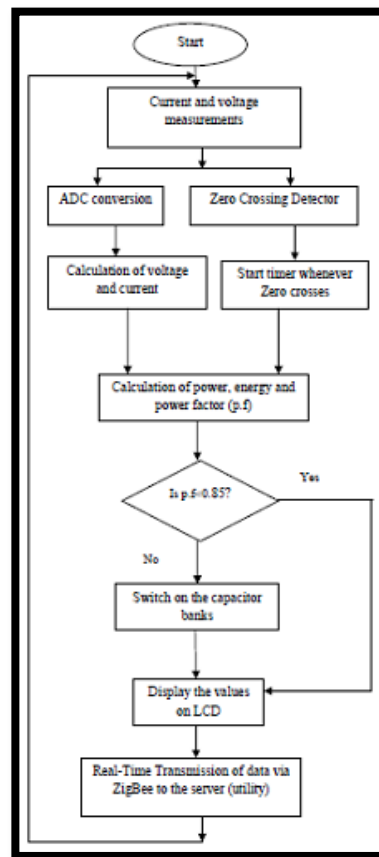 Start
Current and voltage
measurements
ADC conversion
Zero Crossing Detector
Calculation of voltage
and current
Start timer whenever
Zero crosses
Calculation of power, energy and
power factor (p.f)
Is p.f=0.85?
Yes
No
Switch on the capacitor
banks
Display the values
on LCD
Real-Time Transmission of data via
ZigBee to the server (utility)